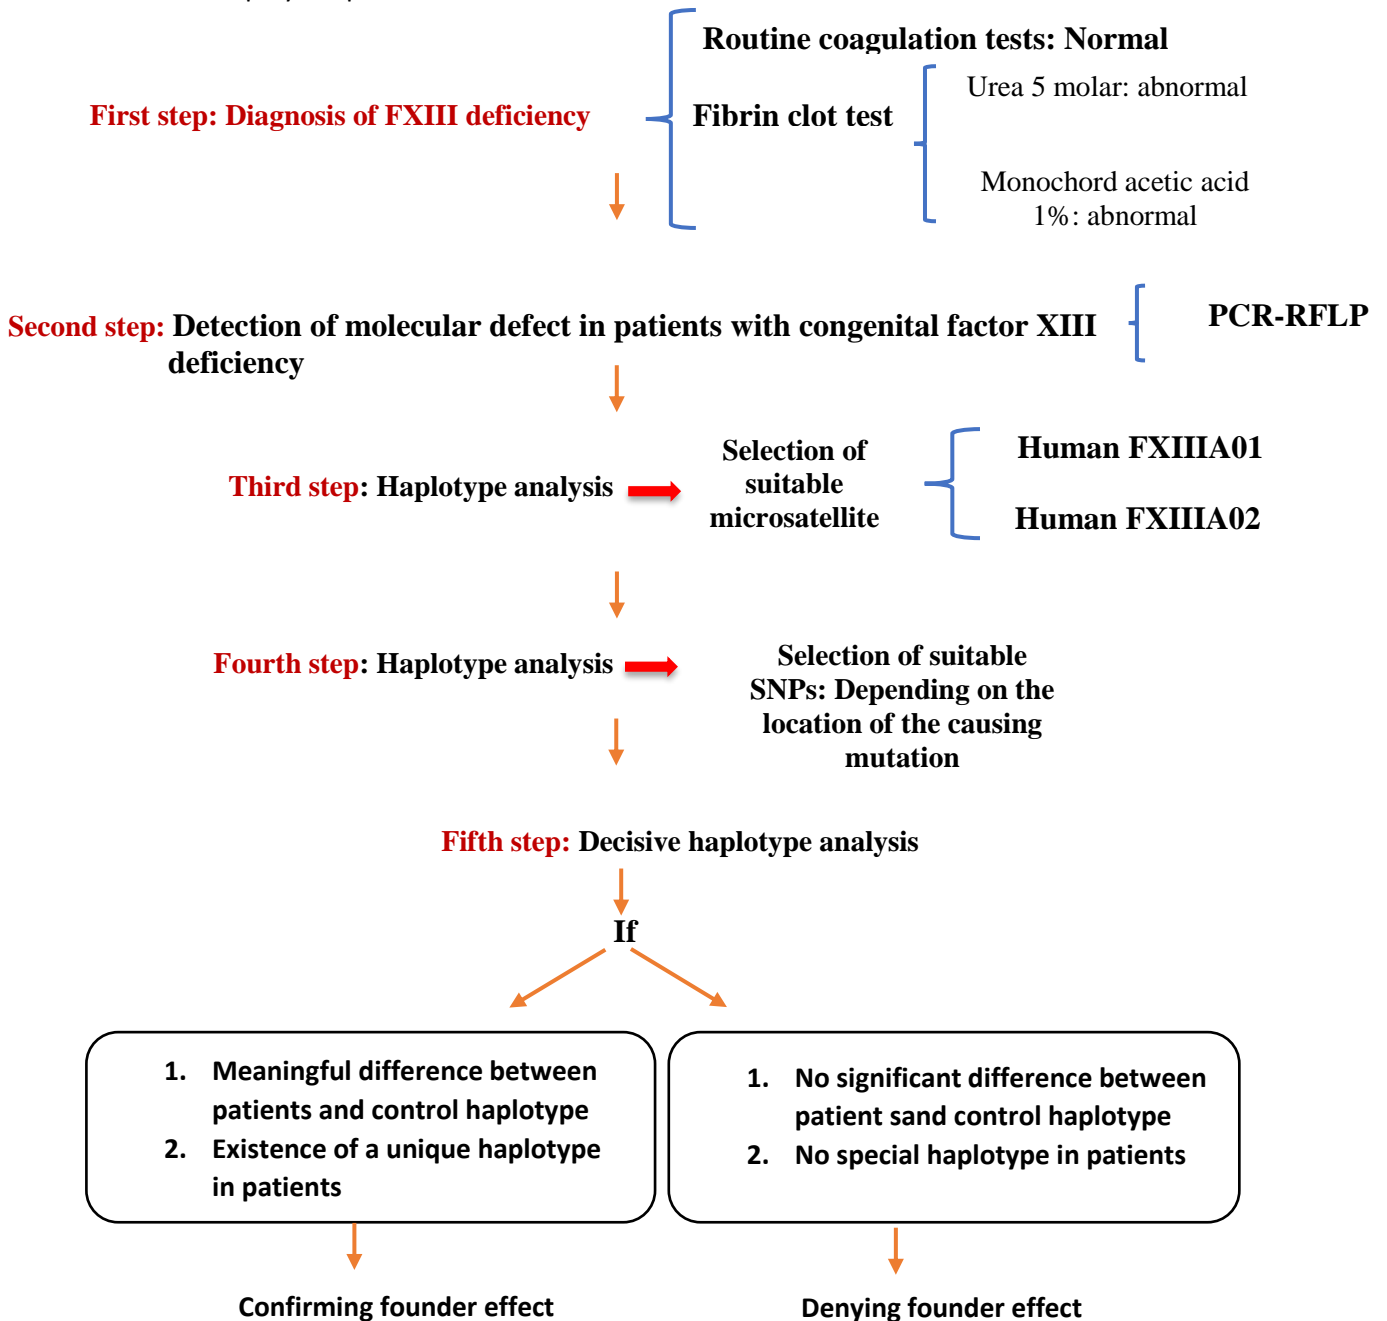 Routine coagulation tests: Normal
First step: Diagnosis of FXIII deficiency
Fibrin clot test
Urea 5 molar: abnormal
Monochord acetic acid
1%: abnormal
Second step: Detection of molecular defect in patients with congenital factor XIII
deficiency
PCR-RFLP
Third step: Haplotype analysis
Selection of
suitable
microsatellite
Human FXIIIA01
Human FXIIIA02
Fourth step: Haplotype analysis
Selection of suitable
SNPs: Depending on the
location of the causing
mutation
Fifth step: Decisive haplotype analysis
If
1. Meaningful difference between
patients and control haplotype
2. Existence of a unique haplotype
in patients
1. No significant difference between
patient sand control haplotype
2. No special haplotype in patients
Confirming founder effect
Denying founder effect